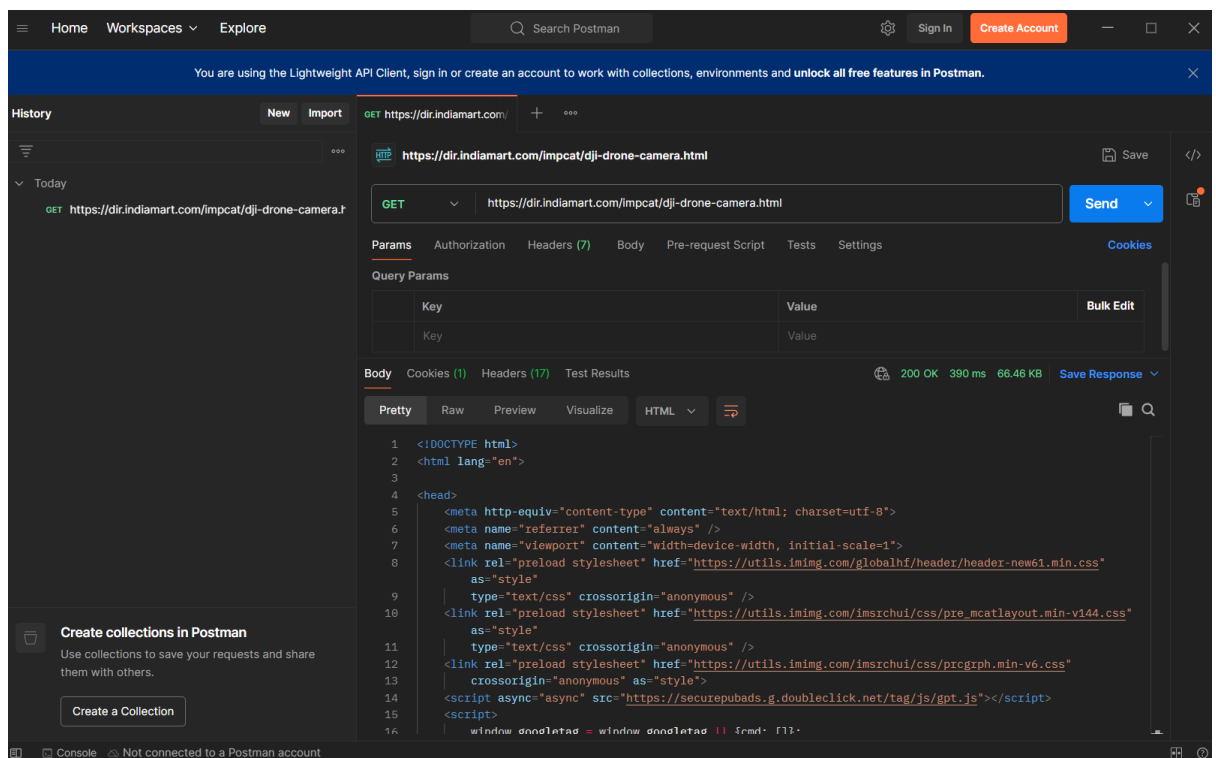 Home Workspaces Explore Search Postman Sign In Create Account
You are using the Lightweight API Client, sign in or create an account to work with collections, environments and unlock all free features in Postman.
History New Import
GET https://dir.indiamart.com/
Today
GET https://dir.indiamart.com/impcat/dji-drone-camera.h
HTTP https://dir.indiamart.com/impcat/dji-drone-camera.html Save
GET https://dir.indiamart.com/impcat/dji-drone-camera.html Send
Params Authorization Headers (7) Body Pre-request Script Tests Settings Cookies
Query Params
Key Value Bulk Edit
Key Value
Body Cookies (1) Headers (17) Test Results 200 OK 390 ms 66.46 KB Save Response
Pretty Raw Preview Visualize HTML
1 <!DOCTYPE html>
2 <html lang="en">
3
4 <head>
5 <meta http-equiv="content-type" content="text/html; charset=utf-8">
6 <meta name="referrer" content="always" />
7 <meta name="viewport" content="width=device-width, initial-scale=1">
8 <link rel="preload stylesheet" href="https://utils.imimg.com/globalhf/header/header-new61.min.css"
as="style"
9 type="text/css" crossorigin="anonymous" />
10 <link rel="preload stylesheet" href="https://utils.imimg.com/imsrchui/css/pre_mcatlayout.min-v144.css"
as="style"
11 type="text/css" crossorigin="anonymous" />
12 <link rel="preload stylesheet" href="https://utils.imimg.com/imsrchui/css/prcgrph.min-v6.css"
13 crossorigin="anonymous" as="style">
14 <script async="async" src="https://securepubads.g.doubleclick.net/tag/js/gpt.js"></script>
15 <script>
16 window.googletag = window.googletag || {cmd: []};
Create collections in Postman
Use collections to save your requests and share
them with others.
Create a Collection
Console Not connected to a Postman account